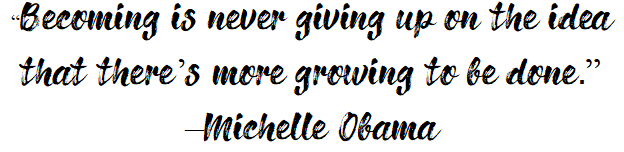 “Becoming is never giving up on the idea
that there’s more growing to be done.”
–Michelle Obama